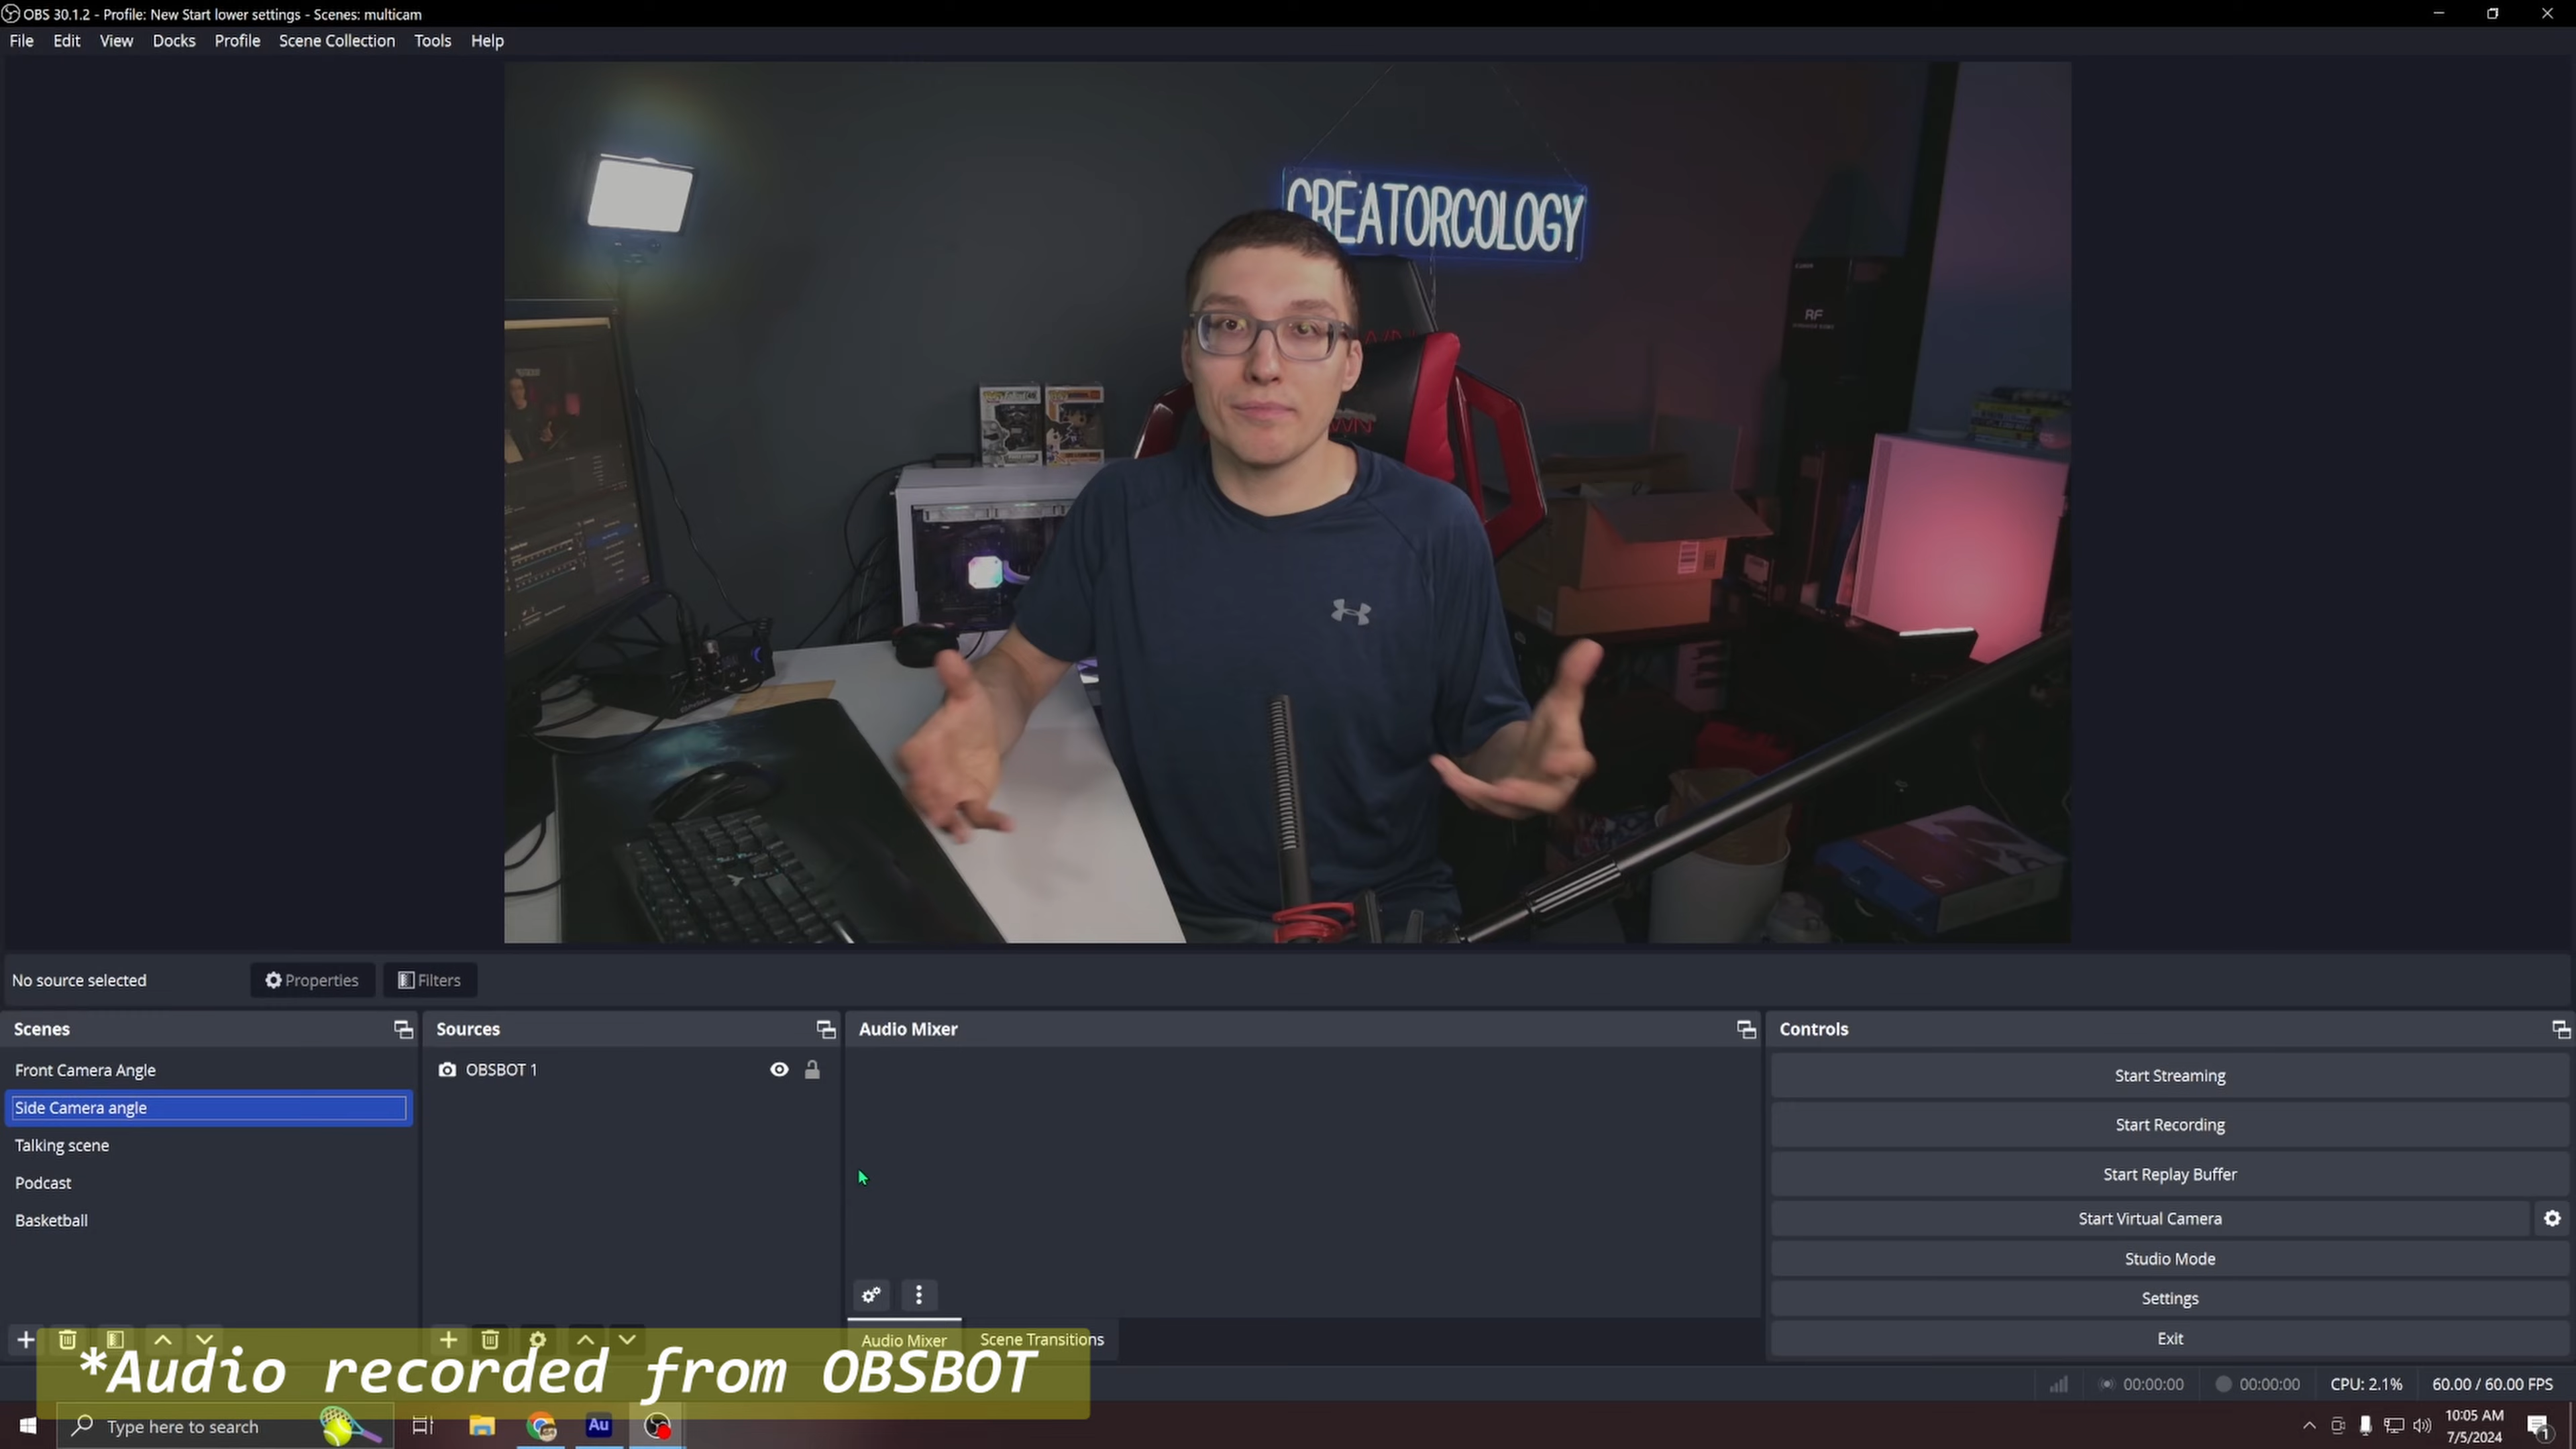 OBS 30.1.2 - Profile: New Start lower settings - Scenes: multicam
File Edit View Docks Profile Scene Collection Tools Help
CREATORCOLOGY
RF
No source selected
Properties
Filters
Scenes
Front Camera Angle
Side Camera angle
Talking scene
Podcast
Basketball
Sources
OBSBOT 1
Audio Mixer
Audio Mixer
Scene Transitions
Controls
Start Streaming
Start Recording
Start Replay Buffer
Start Virtual Camera
Studio Mode
Settings
Exit
*Audio recorded from OBSBOT
00:00:00
00:00:00
CPU: 2.1%
60.00 / 60.00 FPS
Type here to search
Au
10:05 AM
7/5/2024
1